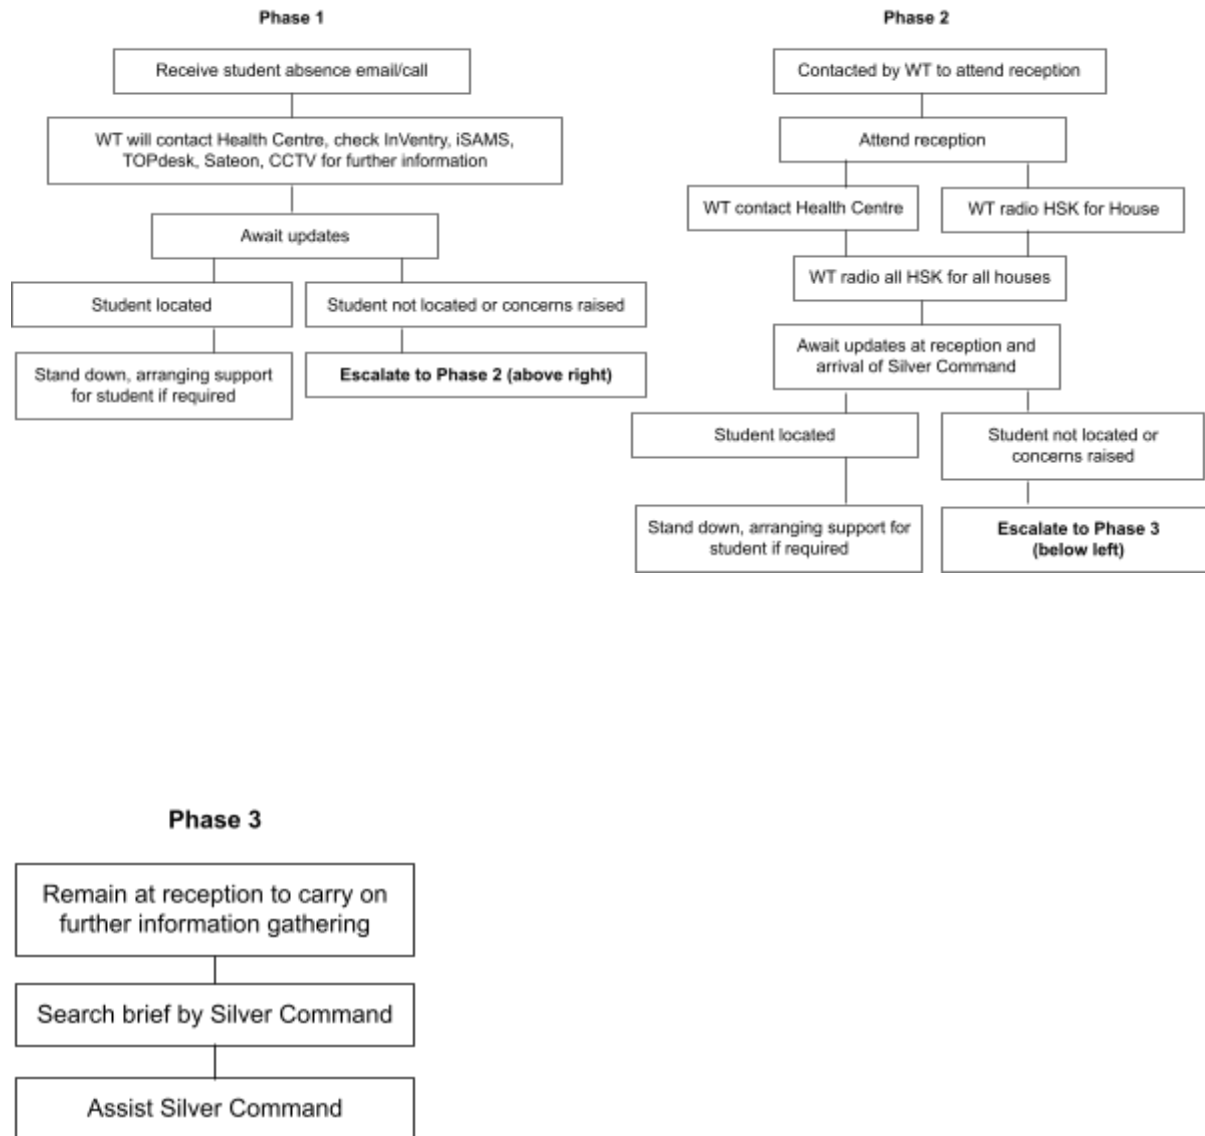 Phase 1
Receive student absence email/call
WT will contact Health Centre, check InVentry, iSAMS,
TOPdesk, Sateon, CCTV for further information
Await updates
Student located
Student not located or concerns raised
Stand down, arranging support
for student if required
Escalate to Phase 2 (above right)
Phase 2
Contacted by WT to attend reception
Attend reception
WT contact Health Centre
WT radio HSK for House
WT radio all HSK for all houses
Await updates at reception and
arrival of Silver Command
Student located
Student not located or
concerns raised
Stand down, arranging support for
student if required
Escalate to Phase 3
(below left)
Phase 3
Remain at reception to carry on
further information gathering
Search brief by Silver Command
Assist Silver Command